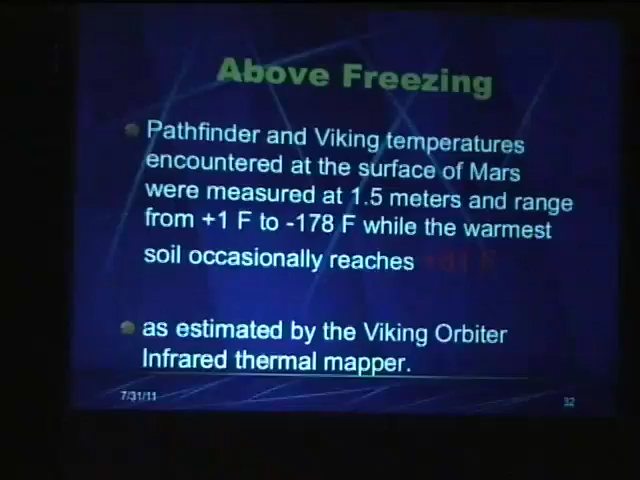 Above Freezing
Pathfinder and Viking temperatures
encountered at the surface of Mars
were measured at 1.5 meters and range
from +1 F to -178 F while the warmest
soil occasionally reaches +81 F
as estimated by the Viking Orbiter
Infrared thermal mapper.
7/31/11
32